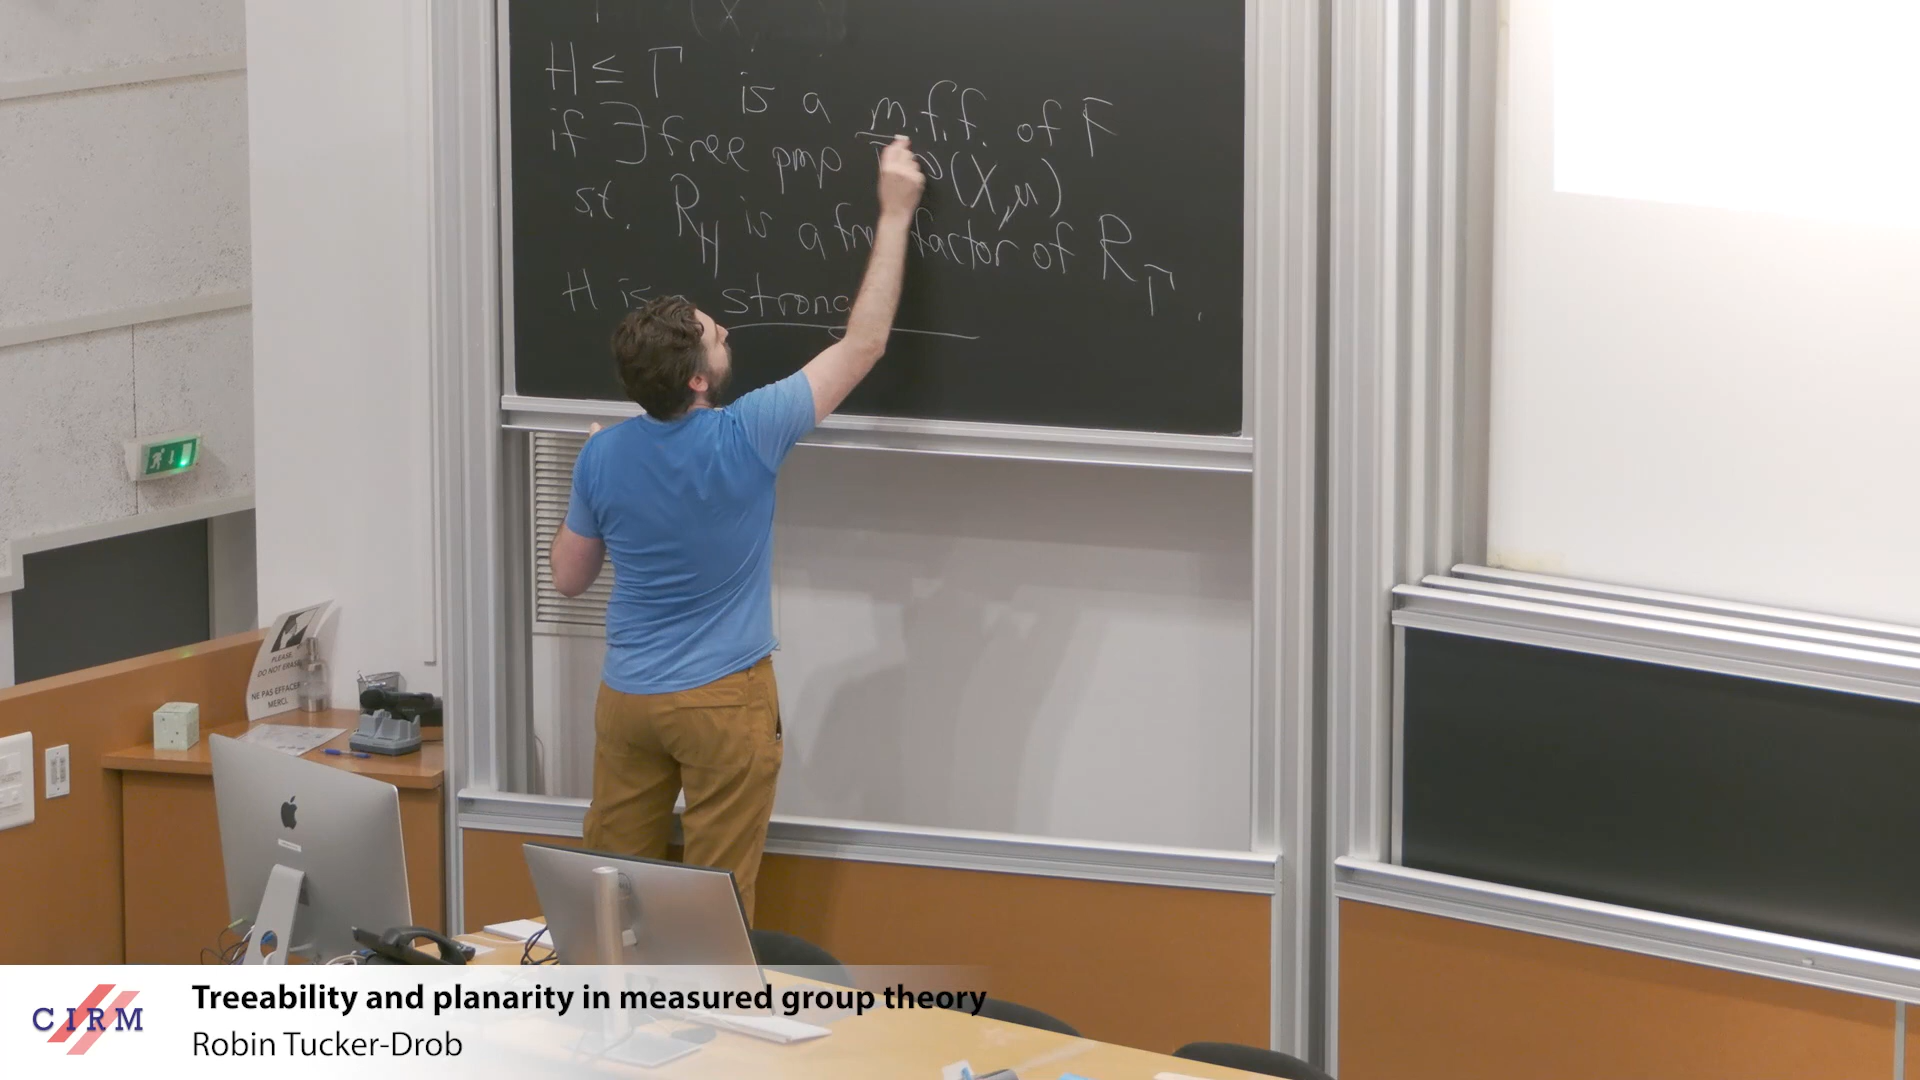 H ≤ Γ is a m.f.f. of Γ
if ∃ free pmp (X, μ)
s.t. R_H is a factor of R_Γ.
H is strong
PLEASE
DO NOT ERASE
NE PAS EFFACER
MERCI.
CIRM
Treeability and planarity in measured group theory
Robin Tucker-Drob